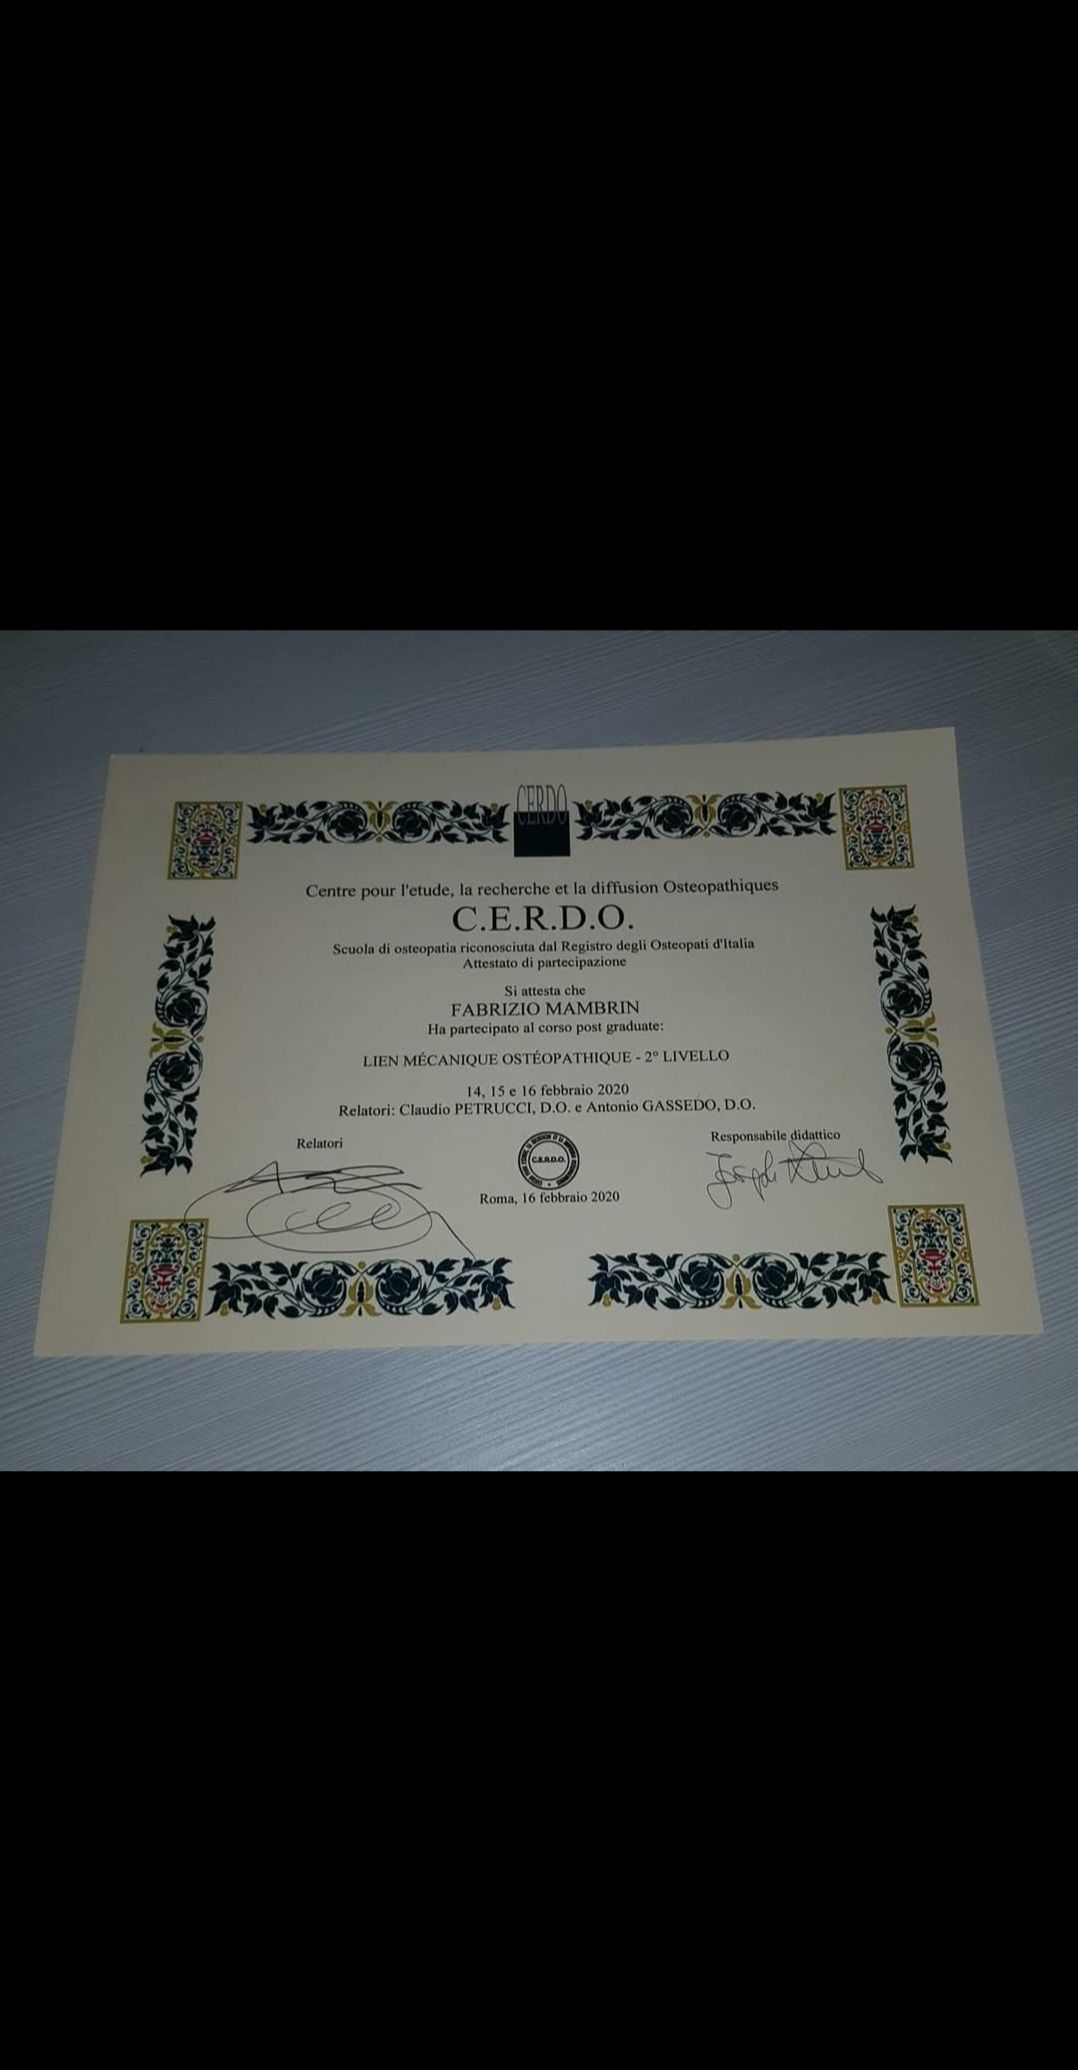 CERDO
Centre pour l'etude, la recherche et la diffusion Osteopathiques
C.E.R.D.O.
Scuola di osteopatia riconosciuta dal Registro degli Osteopati d'Italia
Attestato di partecipazione
Si attesta che
FABRIZIO MAMBRIN
Ha partecipato al corso post graduate:
LIEN MÉCANIQUE OSTÉOPATHIQUE - 2° LIVELLO
14, 15 e 16 febbraio 2020
Relatori: Claudio PETRUCCI, D.O. e Antonio GASSEDO, D.O.
Relatori
Responsabile didattico
C.E.R.D.O.
Roma, 16 febbraio 2020